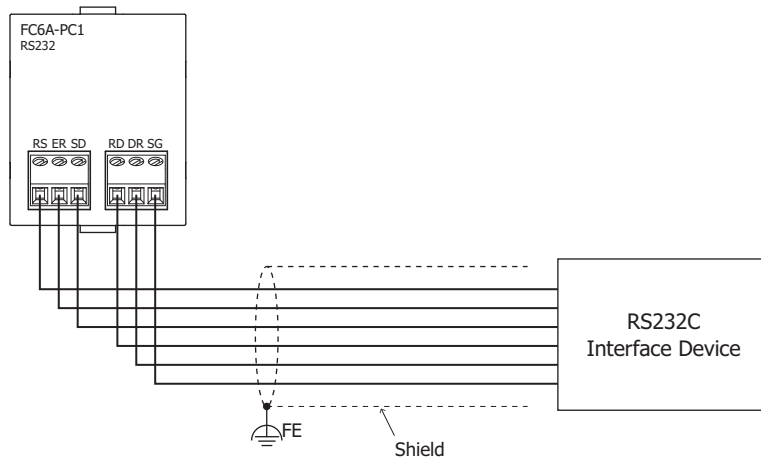 FC6A-PC1
RS232
RS ER SD RD DR SG
RS232C
Interface Device
FE
Shield